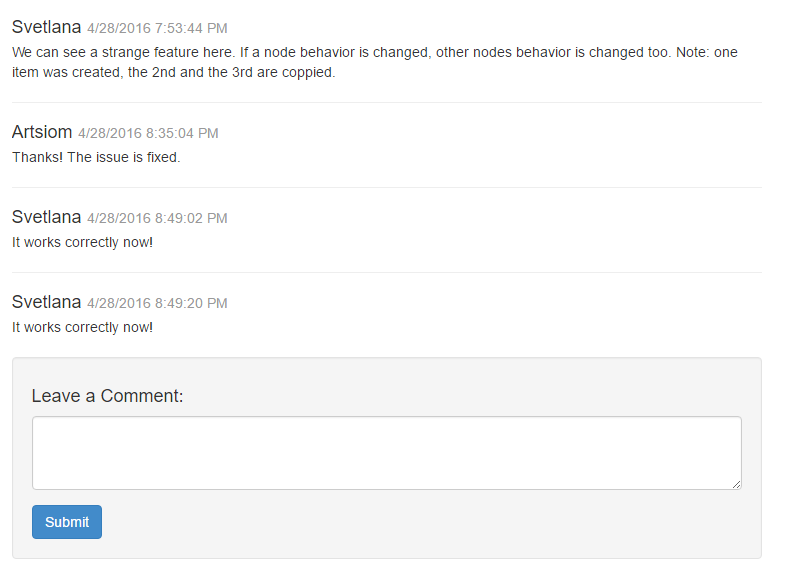 Svetlana 4/28/2016 7:53:44 PM
We can see a strange feature here. If a node behavior is changed, other nodes behavior is changed too. Note: one
item was created, the 2nd and the 3rd are coppied.
Artsiom 4/28/2016 8:35:04 PM
Thanks! The issue is fixed.
Svetlana 4/28/2016 8:49:02 PM
It works correctly now!
Svetlana 4/28/2016 8:49:20 PM
It works correctly now!
Leave a Comment:
Submit